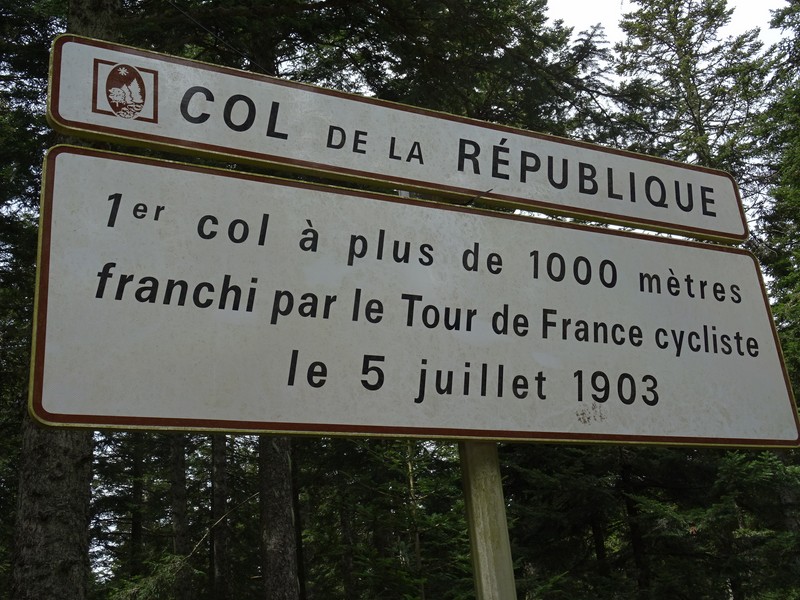 COL DE LA RÉPUBLIQUE
1er col à plus de 1000 mètres
franchi par le Tour de France cycliste
le 5 juillet 1903